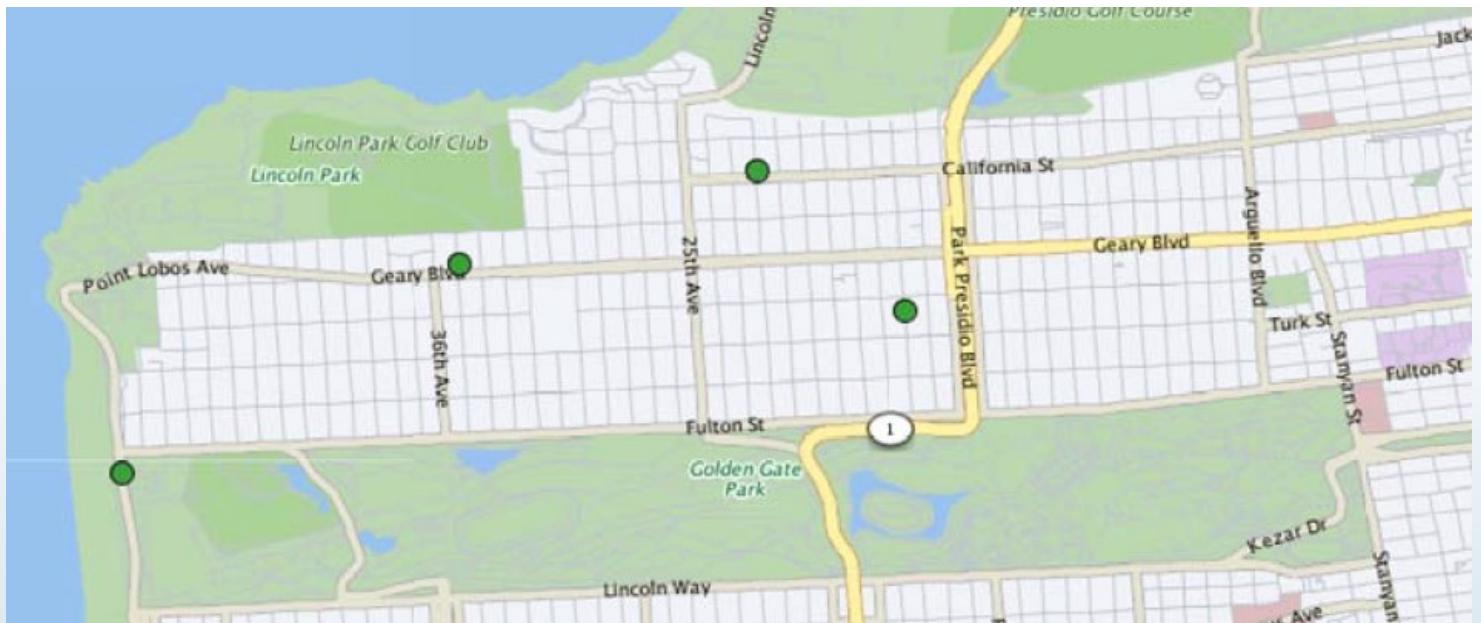 Presidio Golf Course
Lincoln
Jack
Lincoln Park Golf Club
Lincoln Park
California St
Arguello Blvd
25th Ave
Park Presidio Blvd
Geary Blvd
Point Lobos Ave
Geary Blvd
36th Ave
Turk St
Stanyan St
Fulton St
Fulton St
1
Golden Gate
Park
Kezar Dr
Lincoln Way
Stanyan
Ave